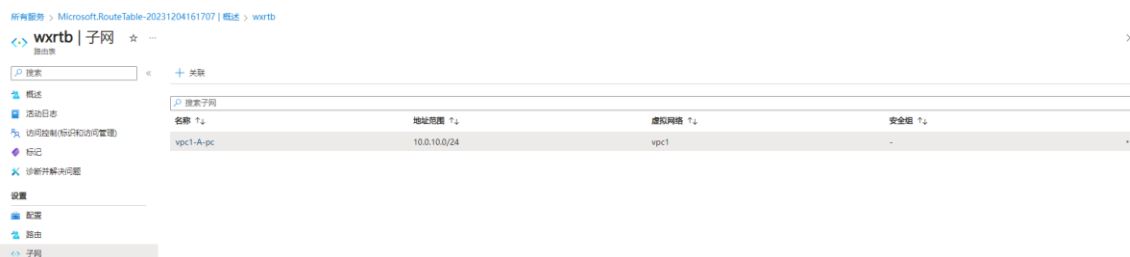 所有服务 > Microsoft.RouteTable-20231204161707 | 概述 > wxrtb
wxrtb | 子网 ☆ ···
路由表
搜索 «
+ 关联
概述
活动日志
访问控制(标识和访问管理)
标记
诊断并解决问题
设置
配置
路由
子网
搜索子网
名称 ↑↓ 地址范围 ↑↓ 虚拟网络 ↑↓ 安全组 ↑↓
vpc1-A-pc 10.0.10.0/24 vpc1 -